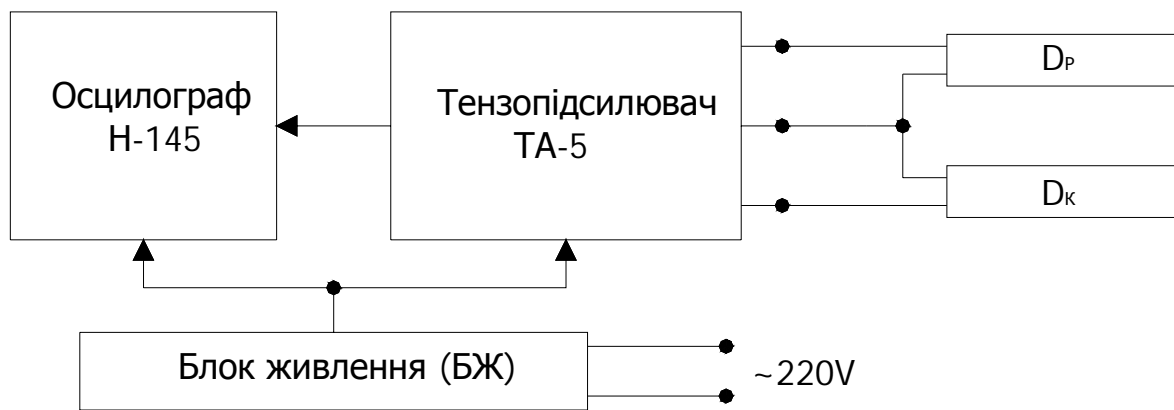 Осцилограф
Н-145
Тензопідсилювач
ТА-5
DР
DК
Блок живлення (БЖ)
~220V